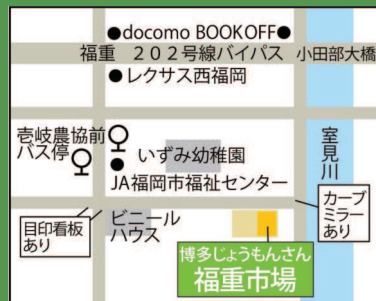 ●docomo BOOKOFF●
福重 202号線バイパス 小田部大橋
●レクサス西福岡
壱岐農協前
バス停
いずみ幼稚園
JA福岡市福祉センター
室見川
カーブ
ミラー
あり
目印看板
あり
ビニール
ハウス
博多じょうもんさん
福重市場